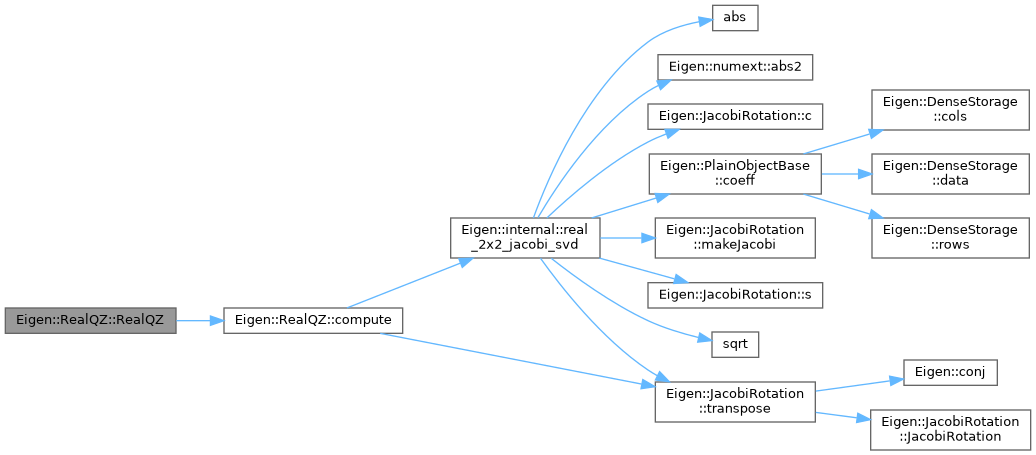 Eigen::RealQZ::RealQZ
Eigen::RealQZ::compute
Eigen::internal::real
_2x2_jacobi_svd
abs
Eigen::numext::abs2
Eigen::JacobiRotation::c
Eigen::PlainObjectBase
::coeff
Eigen::DenseStorage
::cols
Eigen::DenseStorage
::data
Eigen::DenseStorage
::rows
Eigen::JacobiRotation
::makeJacobi
Eigen::JacobiRotation::s
sqrt
Eigen::JacobiRotation
::transpose
Eigen::conj
Eigen::JacobiRotation
::JacobiRotation